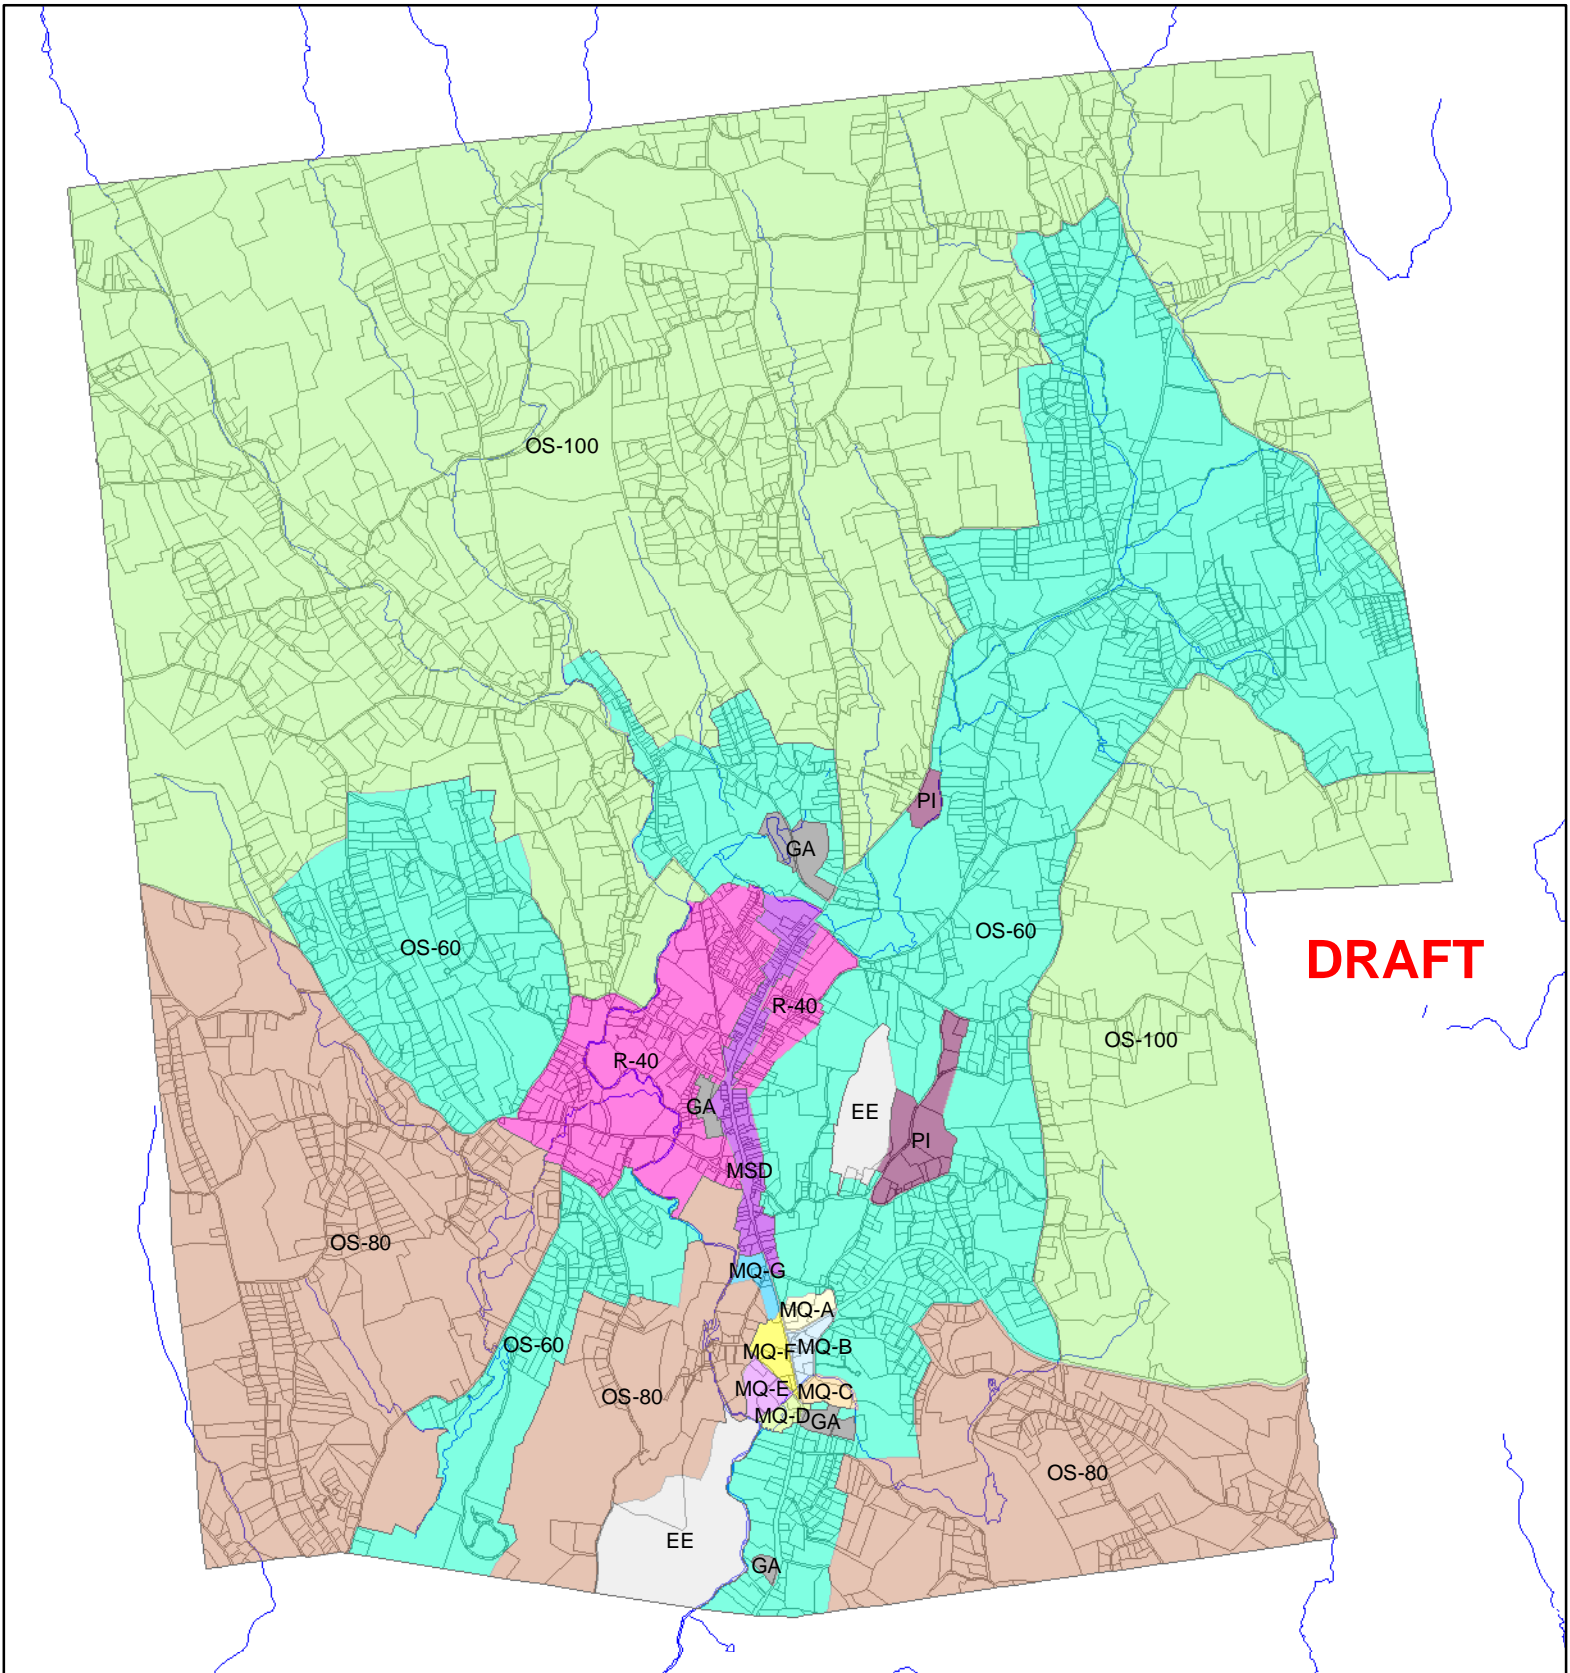 OS-100
PI
GA
OS-60
OS-60
DRAFT
R-40
OS-100
R-40
GA
EE
PI
MSD
OS-80
MQ-G
MQ-A
OS-60
MQ-F
MQ-B
MQ-E
MQ-C
OS-80
MQ-D
GA
OS-80
EE
GA